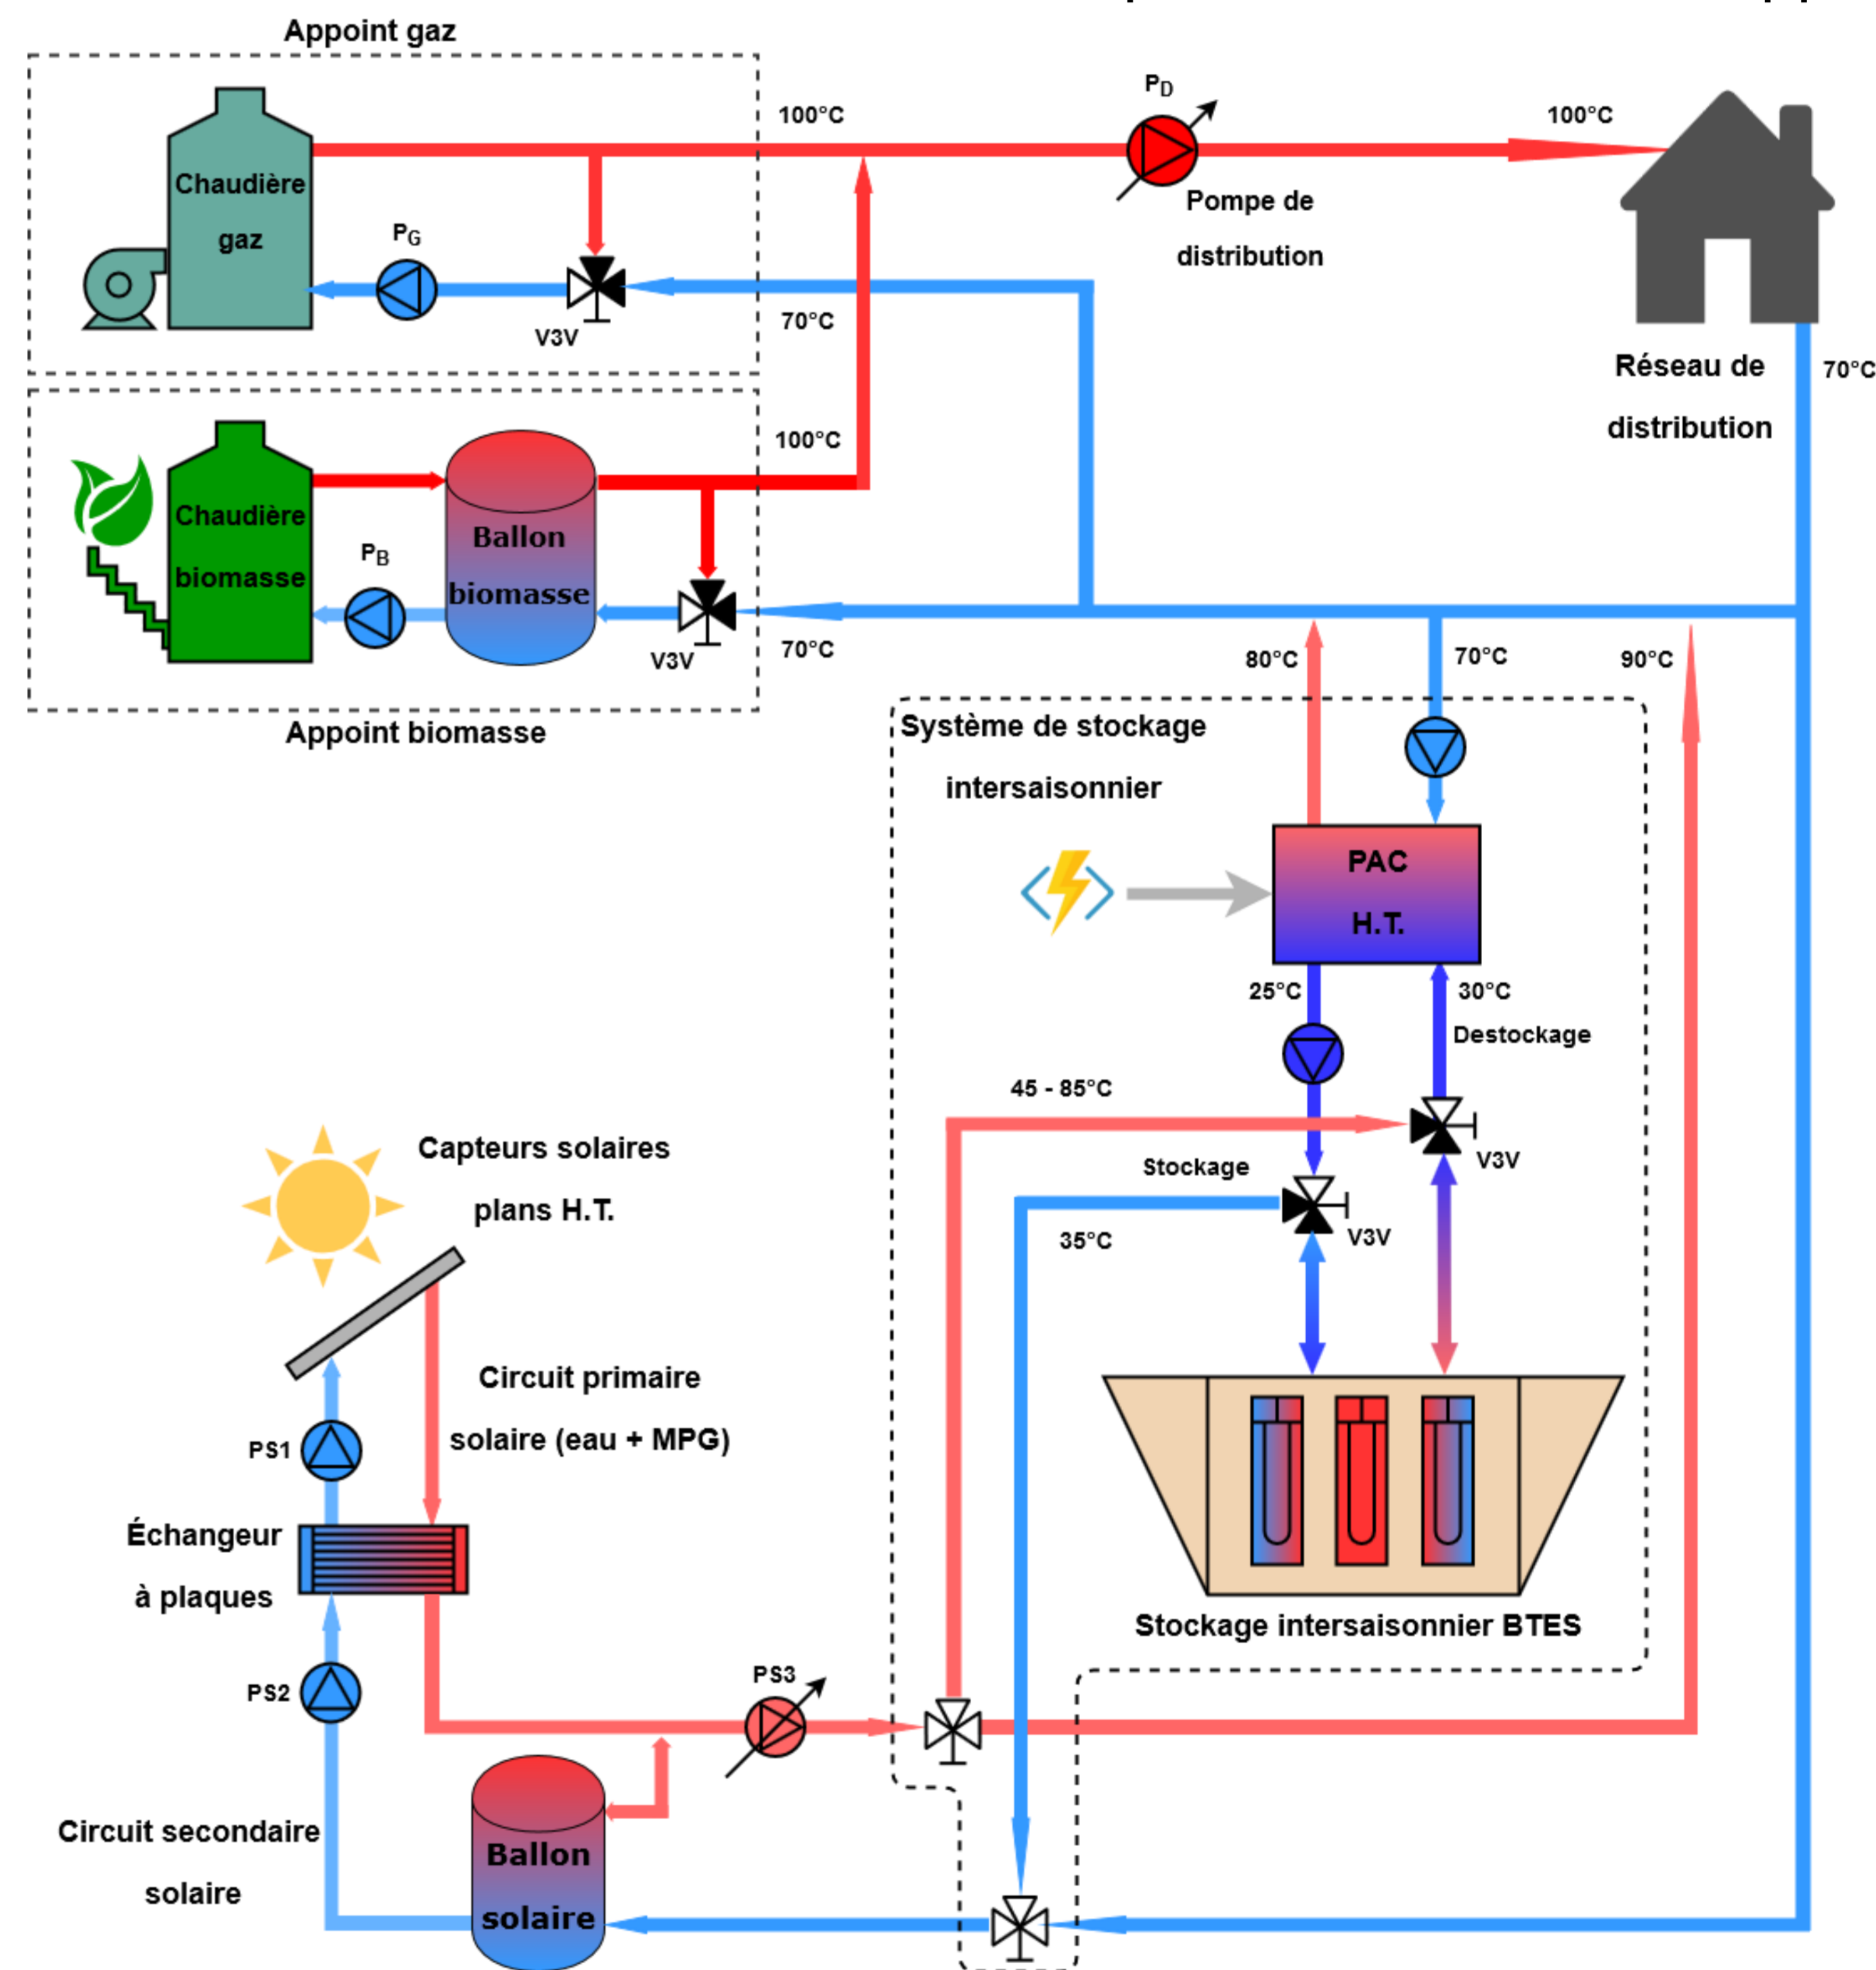 Appoint gaz
Chaudière
gaz
P_G
V3V
100°C
70°C
P_D
Pompe de
distribution
100°C
Réseau de
distribution
70°C
Chaudière
biomasse
P_B
Ballon
biomasse
V3V
100°C
70°C
Appoint biomasse
80°C
70°C
90°C
Système de stockage
intersaisonnier
PAC
H.T.
25°C
30°C
Destockage
45 - 85°C
V3V
Stockage
V3V
35°C
Capteurs solaires
plans H.T.
Circuit primaire
solaire (eau + MPG)
PS1
Échangeur
à plaques
PS2
Stockage intersaisonnier BTES
PS3
Circuit secondaire
solaire
Ballon
solaire